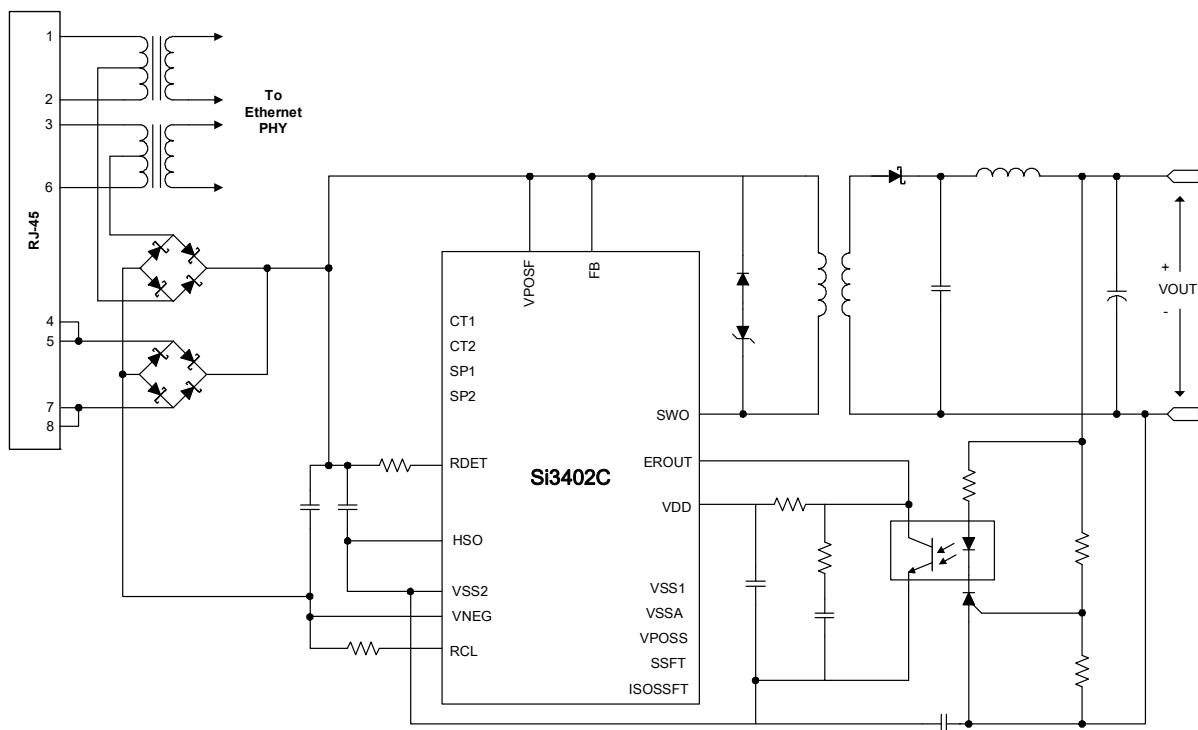 1
2
3
6
4
5
7
8
RJ-45
To
Ethernet
PHY
VPOSF
FB
CT1
CT2
SP1
SP2
RDET
HSO
VSS2
VNEG
RCL
Si3402C
SWO
EROUT
VDD
VSS1
VSSA
VPOSS
SSFT
ISOSSFT
+
VOUT
-